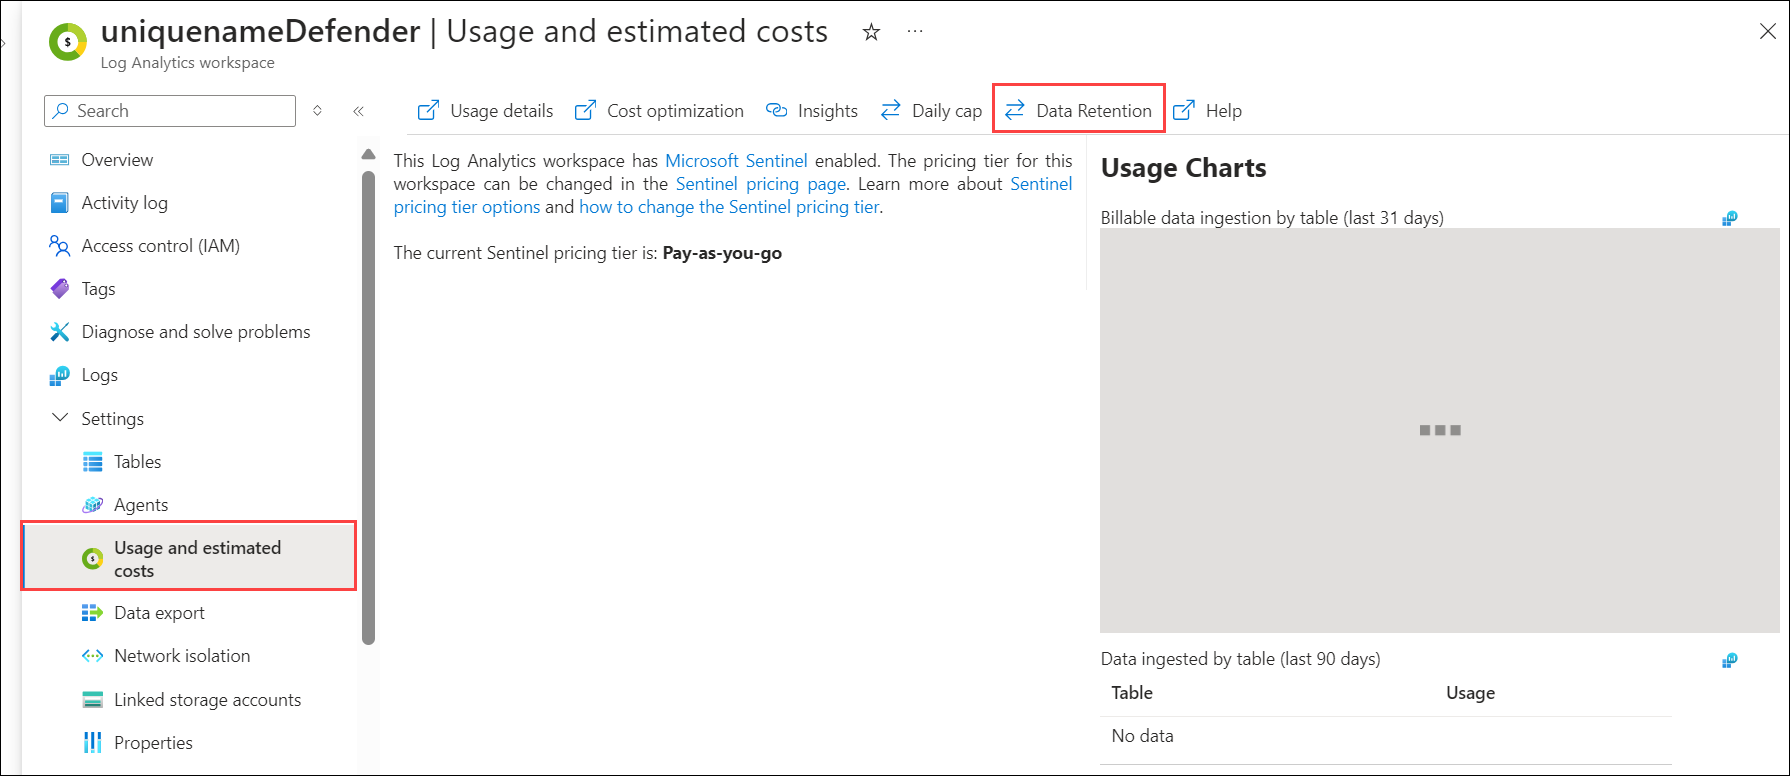 uniquenameDefender | Usage and estimated costs
Log Analytics workspace
Search
Overview
Activity log
Access control (IAM)
Tags
Diagnose and solve problems
Logs
Settings
Tables
Agents
Usage and estimated
costs
Data export
Network isolation
Linked storage accounts
Properties
Usage details
Cost optimization
Insights
Daily cap
Data Retention
Help
This Log Analytics workspace has Microsoft Sentinel enabled. The pricing tier for this
workspace can be changed in the Sentinel pricing page. Learn more about Sentinel
pricing tier options and how to change the Sentinel pricing tier.
The current Sentinel pricing tier is: Pay-as-you-go
Usage Charts
Billable data ingestion by table (last 31 days)
Data ingested by table (last 90 days)
Table Usage
No data